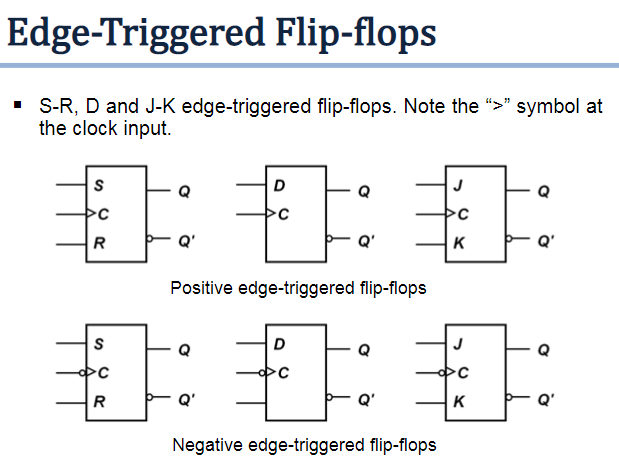 Edge-Triggered Flip-flops
▪ S-R, D and J-K edge-triggered flip-flops. Note the “>” symbol at
the clock input.
S Q D Q J Q
C C C
R Q' Q' K Q'
Positive edge-triggered flip-flops
S Q D Q J Q
C C C
R Q' Q' K Q'
Negative edge-triggered flip-flops